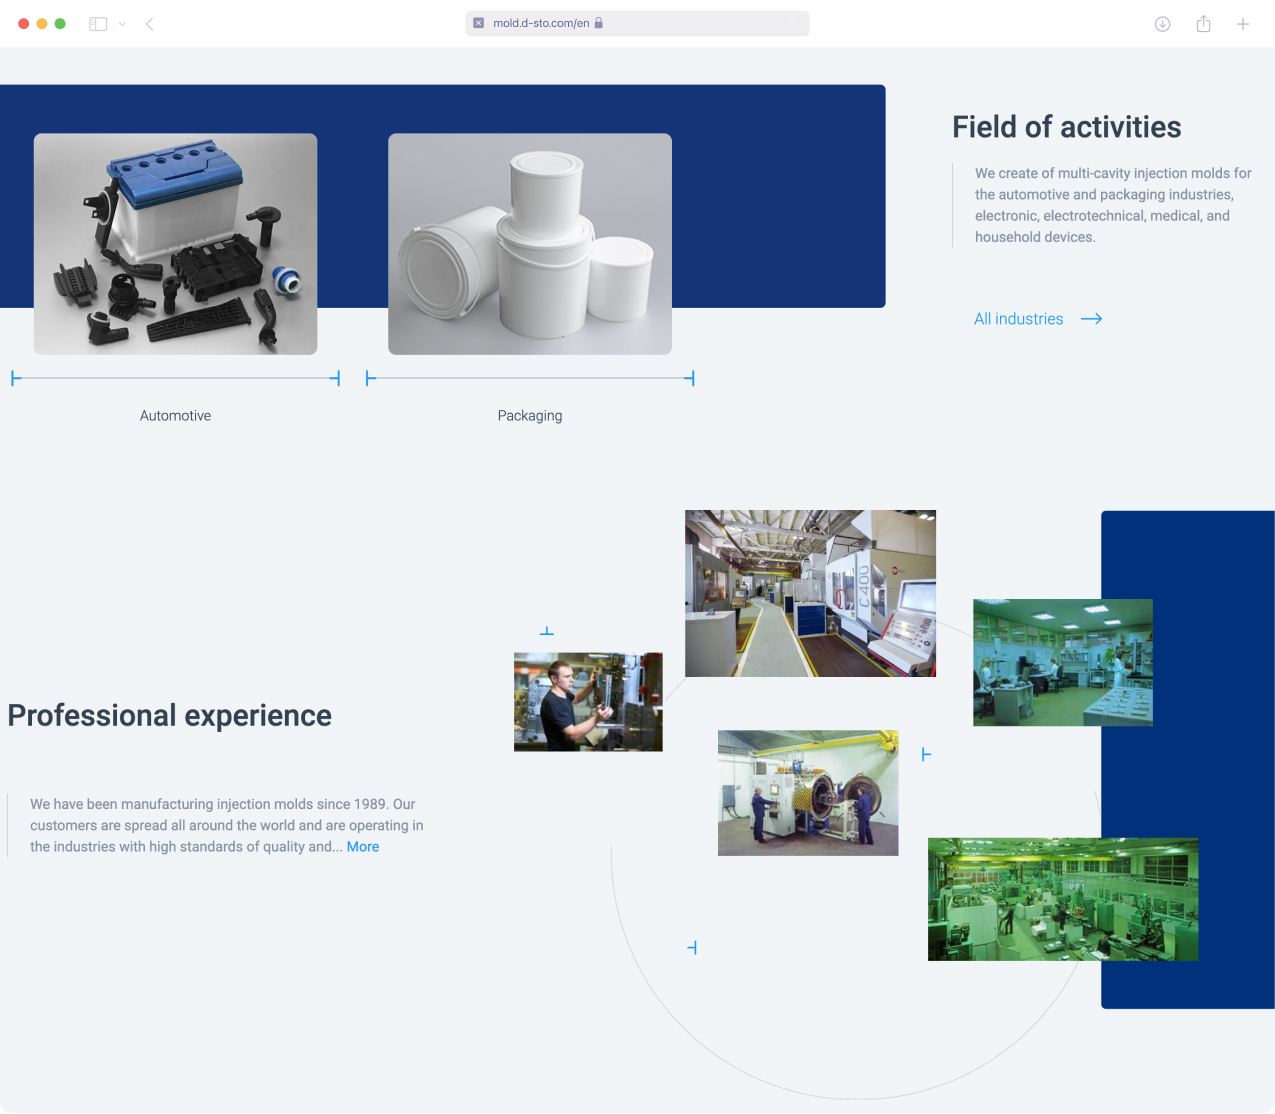 mold.d-sto.com/en
Field of activities
We create of multi-cavity injection molds for
the automotive and packaging industries,
electronic, electrotechnical, medical, and
household devices.
All industries
Automotive
Packaging
C 400
Professional experience
We have been manufacturing injection molds since 1989. Our
customers are spread all around the world and are operating in
the industries with high standards of quality and... More